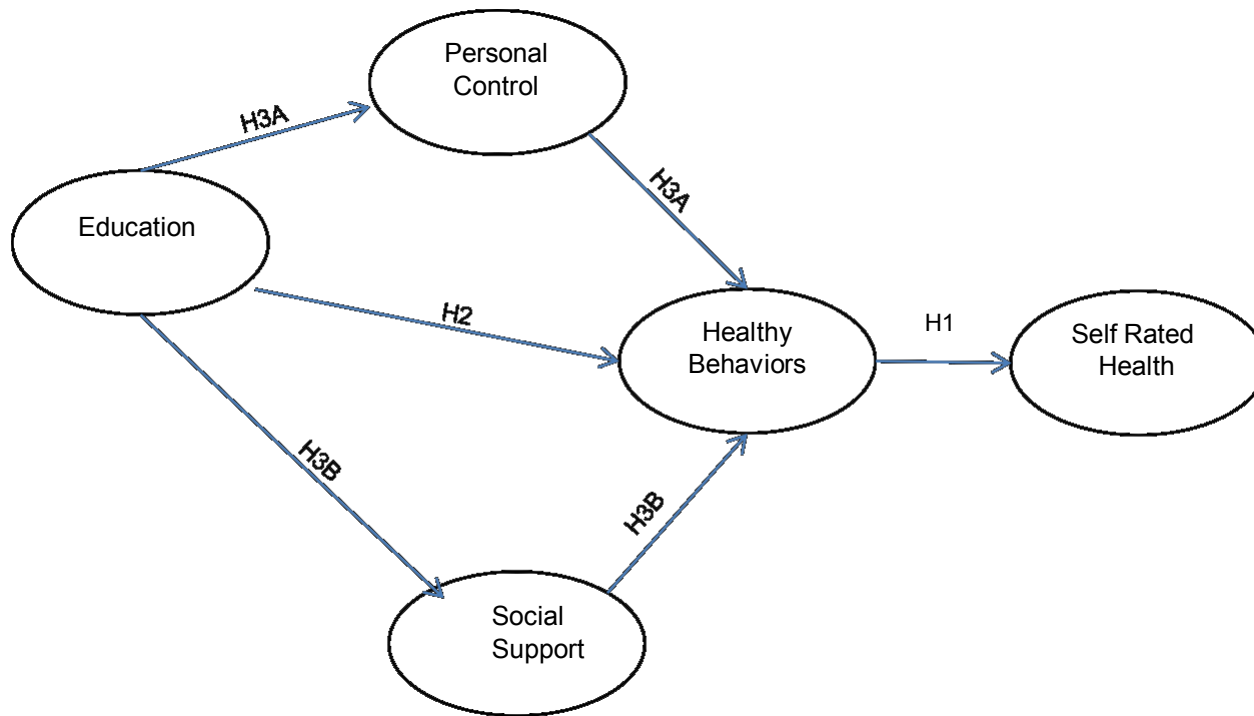 Personal
Control
H3A
H3A
Education
H2
Healthy
Behaviors
H1
Self Rated
Health
H3B
H3B
Social
Support